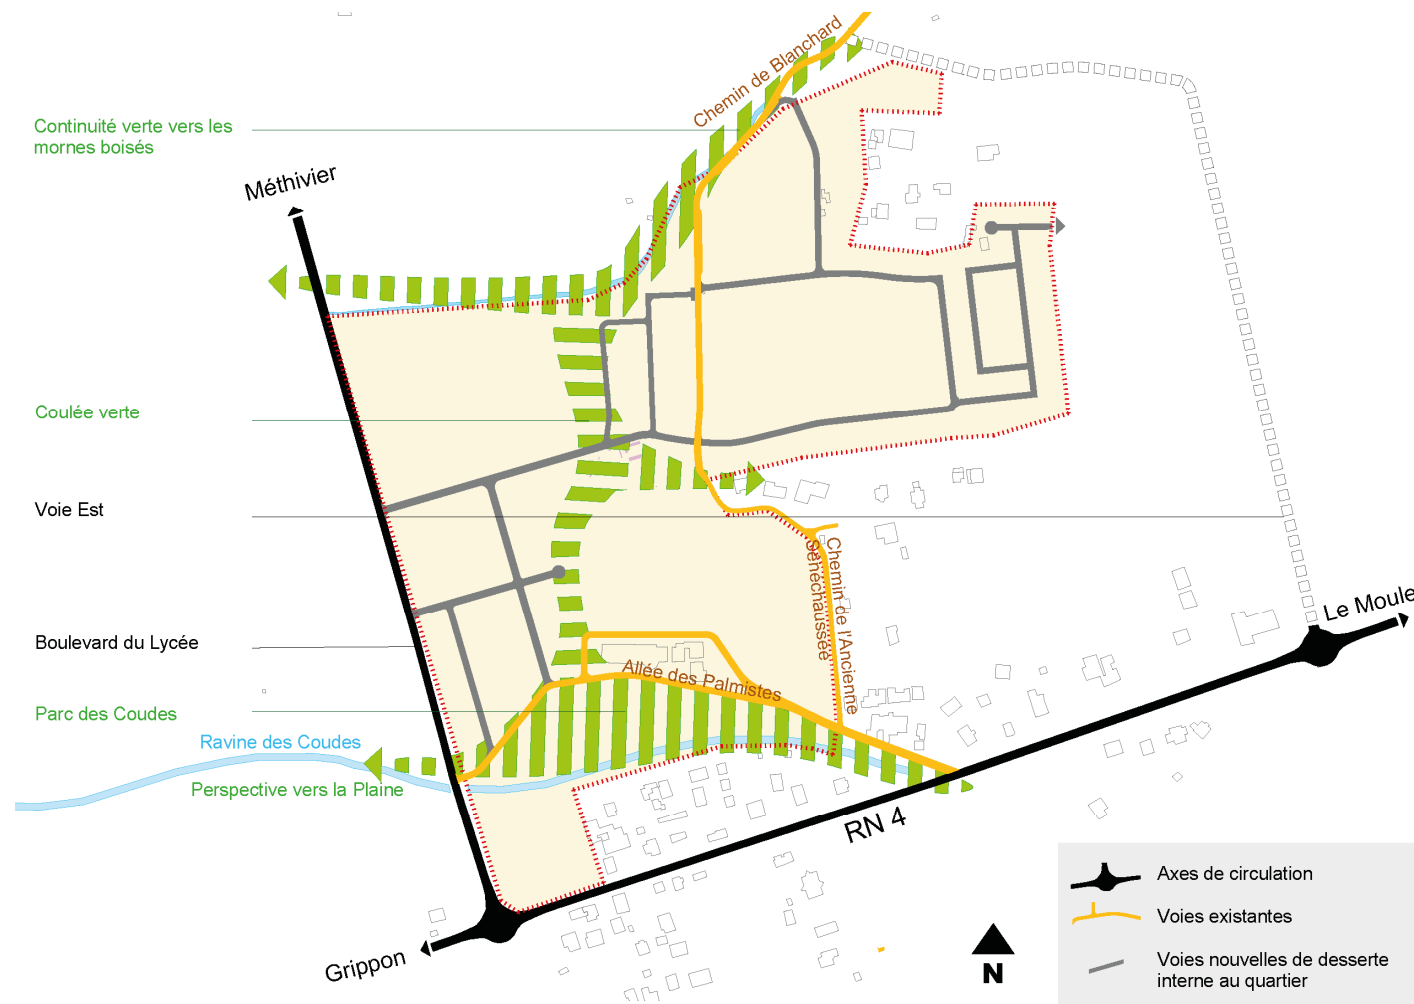 Chemin de Blanchard
Continuité verte vers les
mornes boisés
Méthivier
Coulée verte
Voie Est
Chemin de l'Ancienne
Sénéchaussée
Le Moule
Boulevard du Lycée
Allée des Palmistes
Parc des Coudes
Ravine des Coudes
Perspective vers la Plaine
RN 4
Grippon
N
Axes de circulation
Voies existantes
Voies nouvelles de desserte
interne au quartier